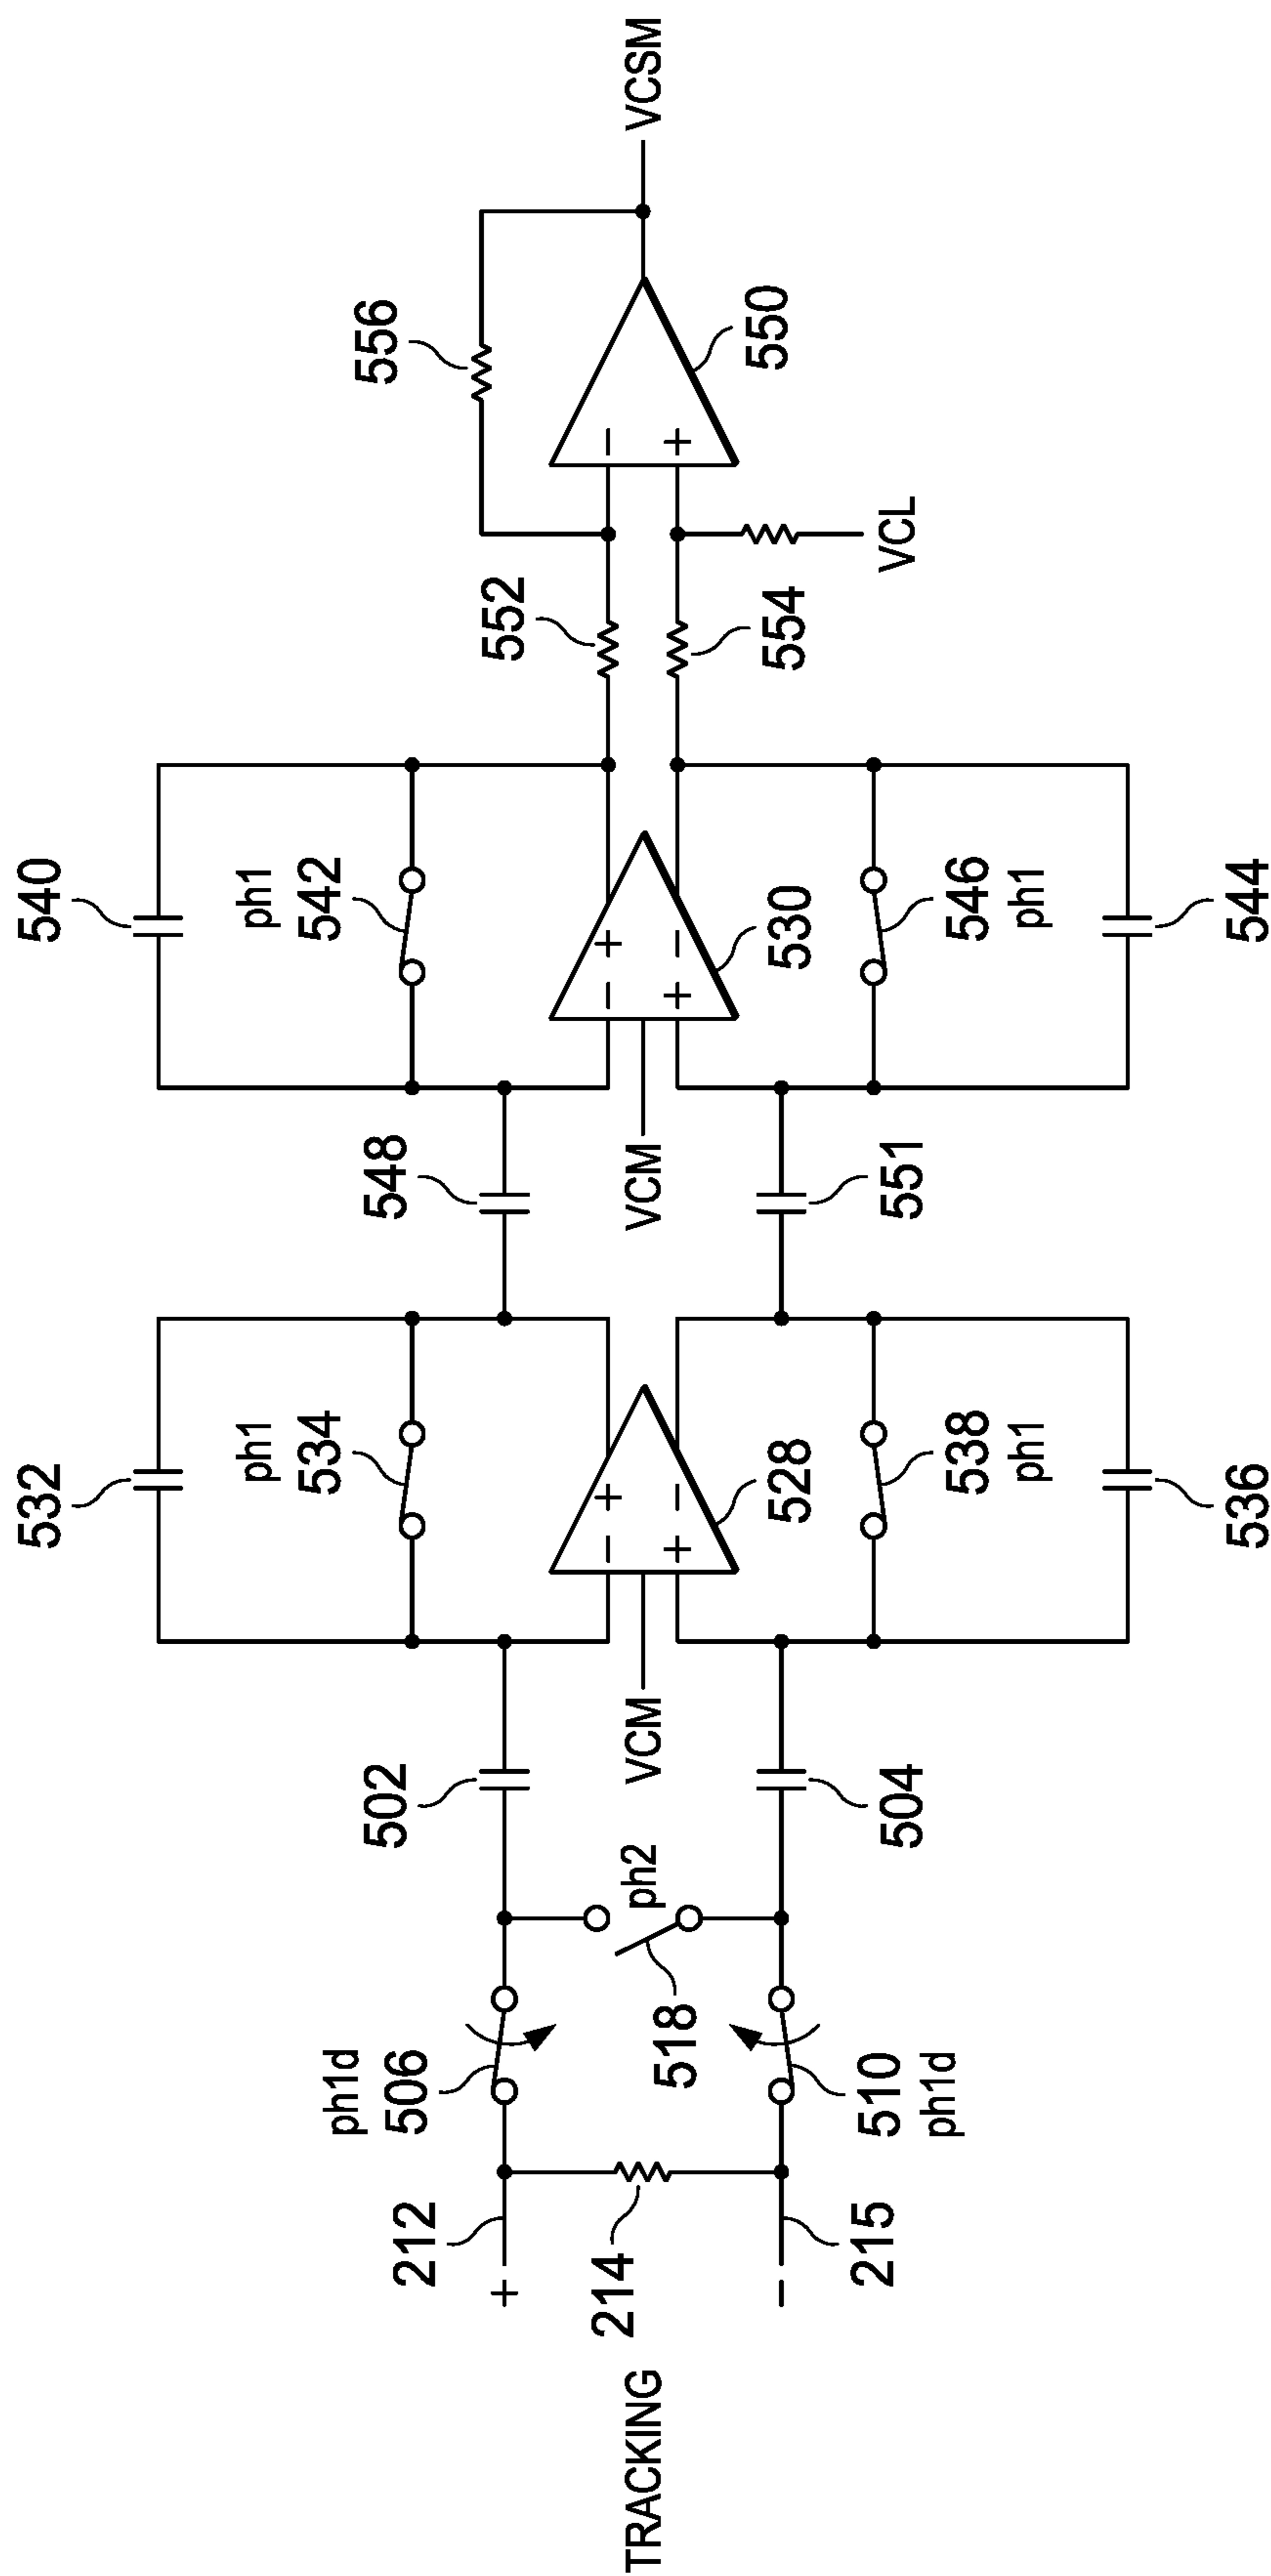 540
ph1
542
532
ph1
534
556
548
552
502
ph1d
506
212
+
− +
− +
−
VCSM
VCM
VCM
ph2
518
214
TRACKING
+ −
+ −
+
530
528
550
554
VCL
551
504
510
ph1d
215
−
546
ph1
538
ph1
544
536